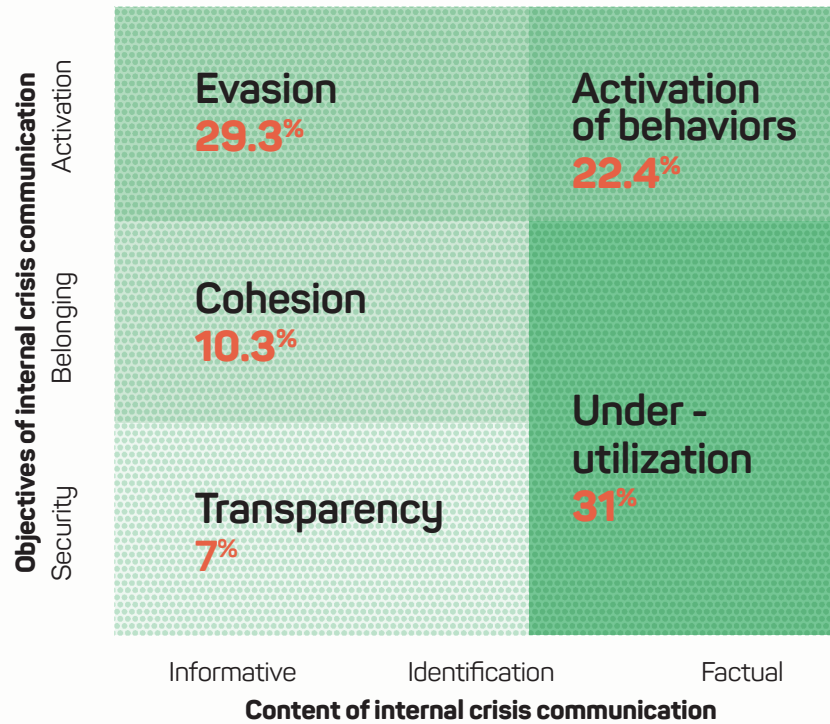 Objectives of internal crisis communication
Activation
Belonging
Security
Evasion
29.3%
Activation
of behaviors
22.4%
Cohesion
10.3%
Under -
utilization
31%
Transparency
7%
Informative
Identification
Factual
Content of internal crisis communication